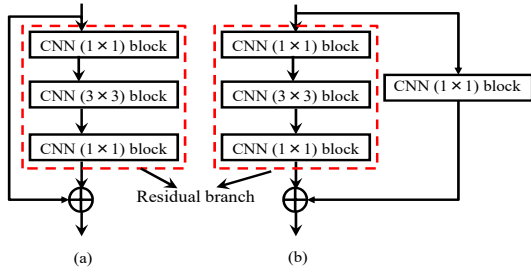 CNN (1×1) block
CNN (3×3) block
CNN (1×1) block
CNN (1×1) block
CNN (3×3) block
CNN (1×1) block
CNN (1×1) block
Residual branch
(a)
(b)